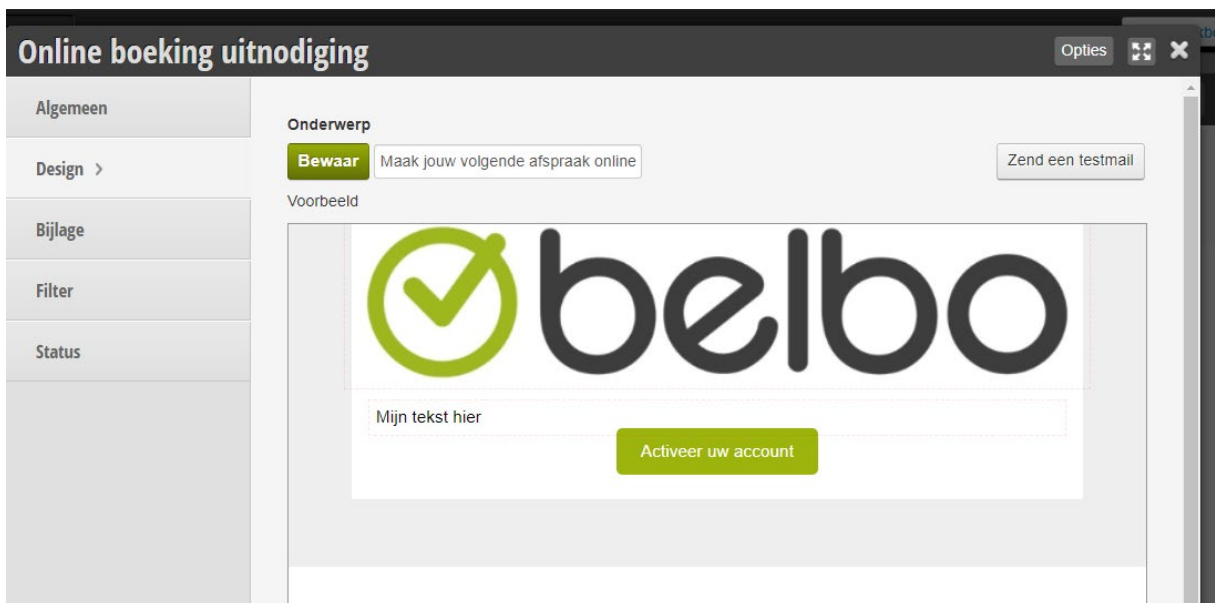 Online boeking uitnodiging
Opties
Algemeen
Design >
Bijlage
Filter
Status
Onderwerp
Bewaar Maak jouw volgende afspraak online Zend een testmail
Voorbeeld
belbo
Mijn tekst hier
Activeer uw account